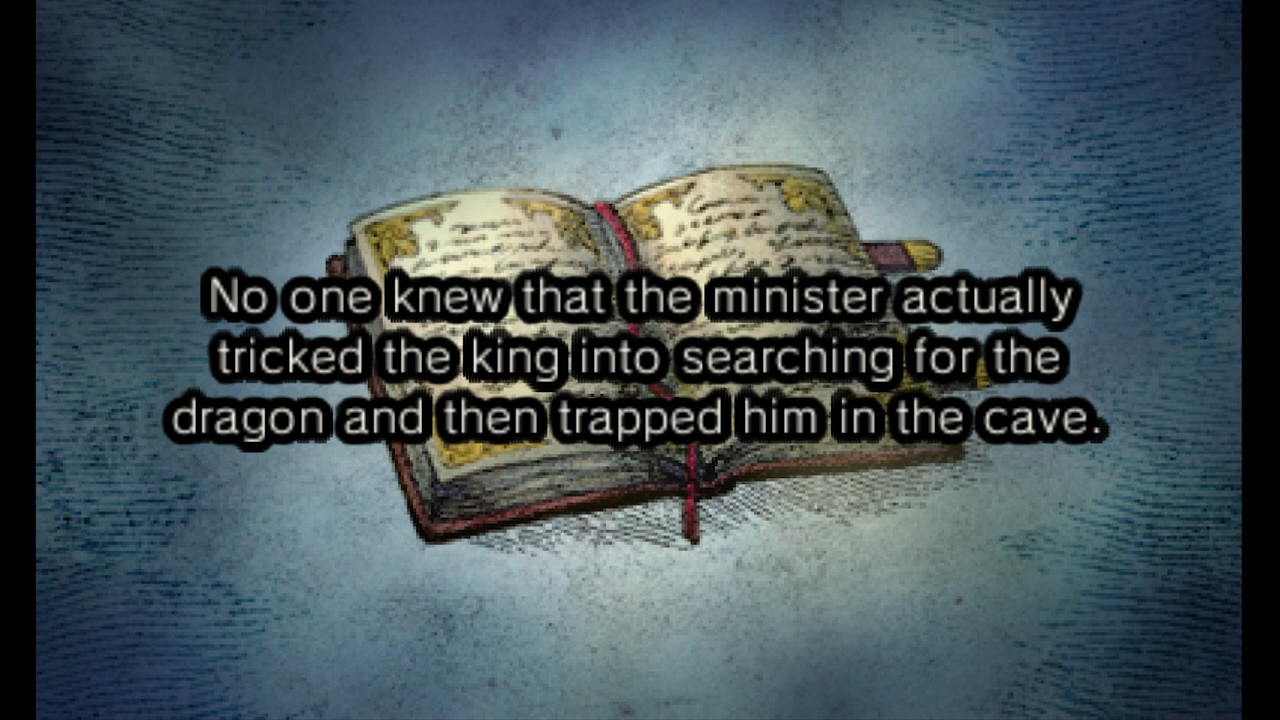 No one knew that the minister actually
tricked the king into searching for the
dragon and then trapped him in the cave.